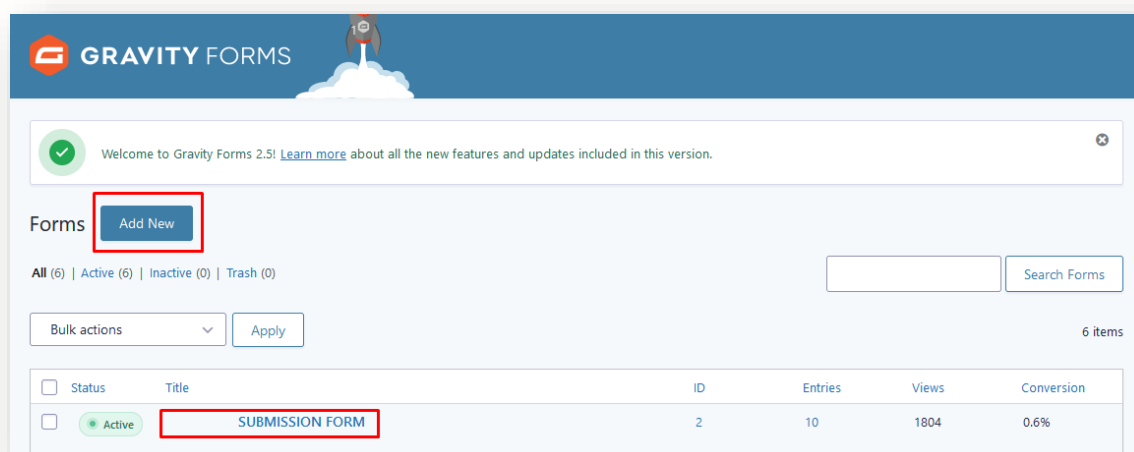 GRAVITY FORMS
Welcome to Gravity Forms 2.5! Learn more about all the new features and updates included in this version.
Forms Add New
All (6) | Active (6) | Inactive (0) | Trash (0)
Search Forms
Bulk actions Apply
6 items
Status Title ID Entries Views Conversion
Active SUBMISSION FORM 2 10 1804 0.6%